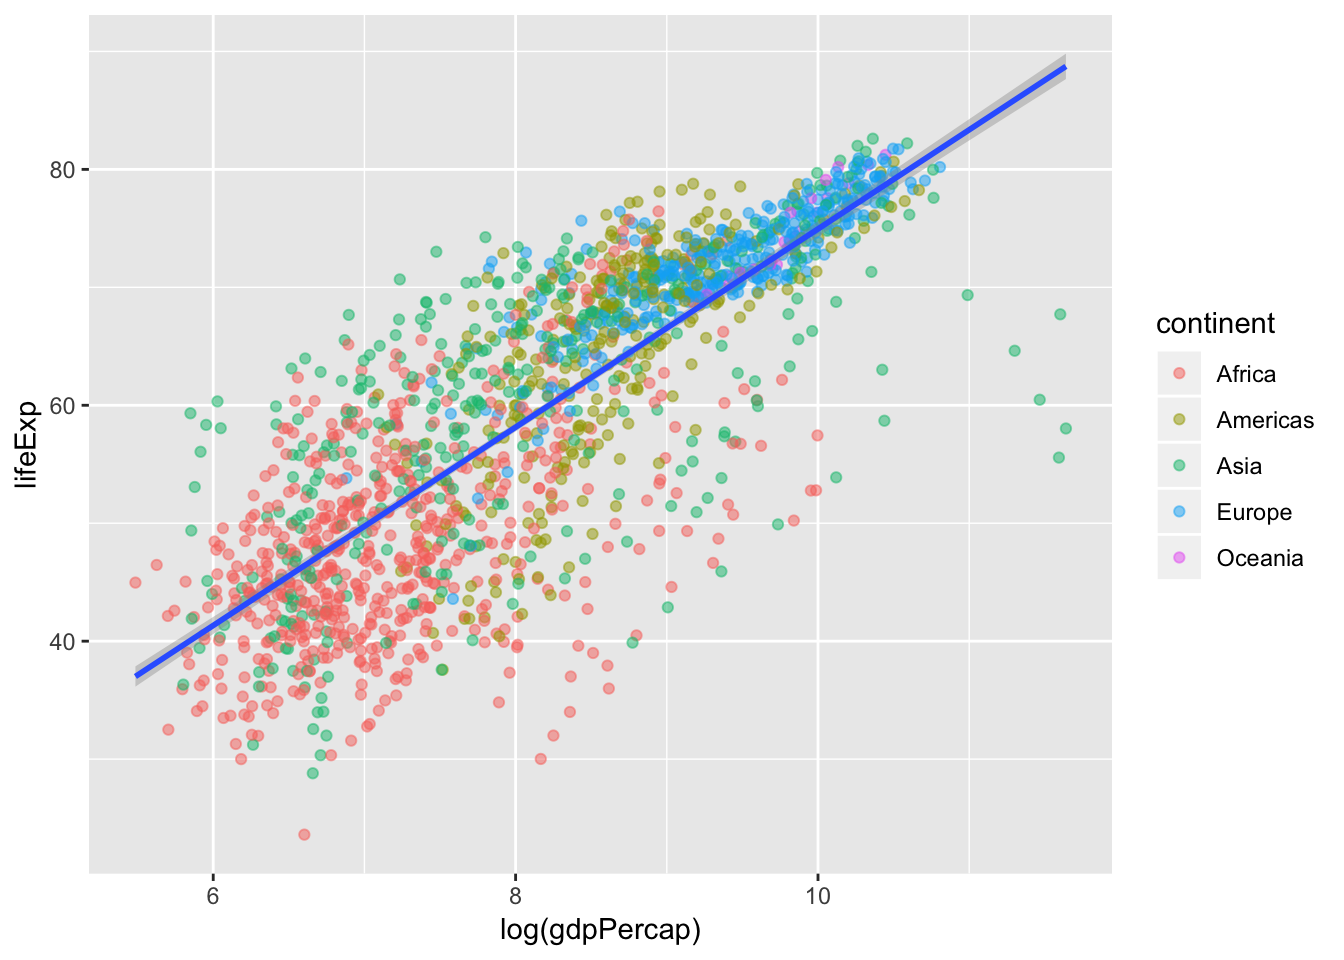 80
60
40
lifeExp
6 8 10
log(gdpPercap)
continent
Africa
Americas
Asia
Europe
Oceania